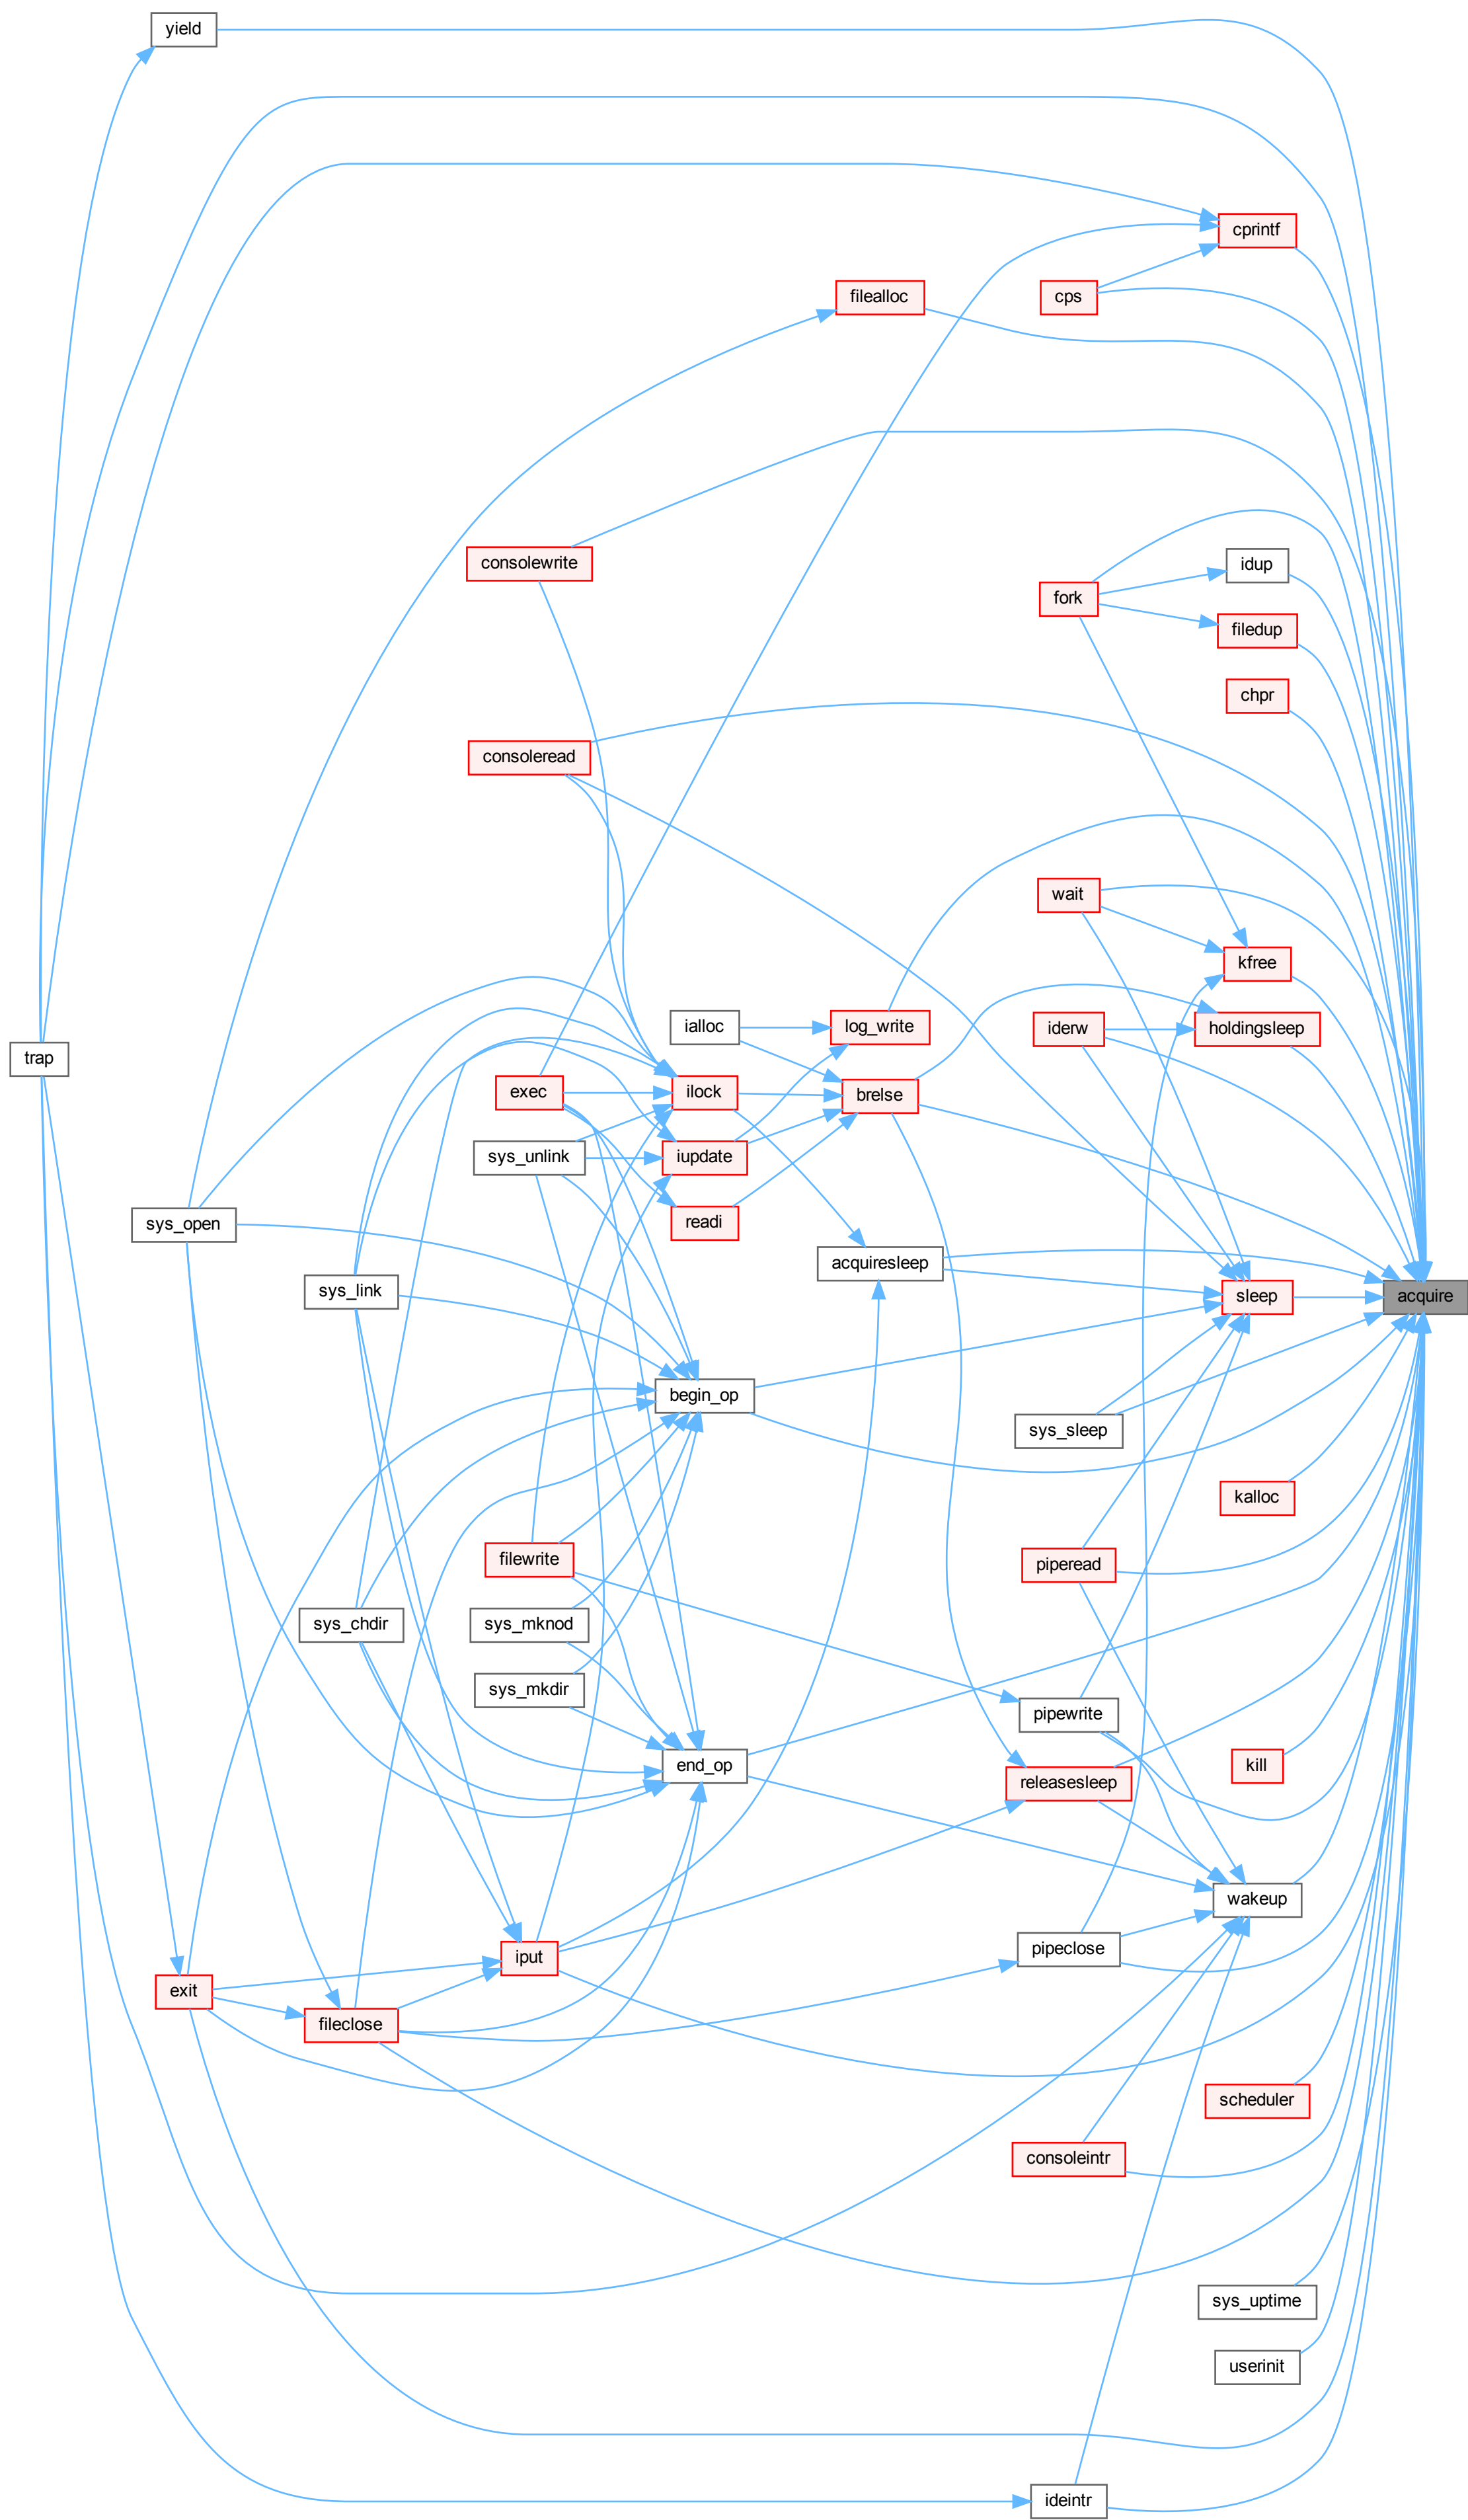 yield
cprintf
filealloc
cps
consolewrite
idup
fork
filedup
chpr
consoleread
wait
kfree
ialloc
log_write
iderw
holdingsleep
trap
exec
ilock
brelse
sys_unlink
iupdate
readi
sys_open
acquiresleep
sys_link
sleep
acquire
begin_op
sys_sleep
kalloc
filewrite
piperead
sys_chdir
sys_mknod
sys_mkdir
pipewrite
end_op
kill
releasesleep
wakeup
iput
pipeclose
exit
fileclose
scheduler
consoleintr
sys_uptime
userinit
ideintr